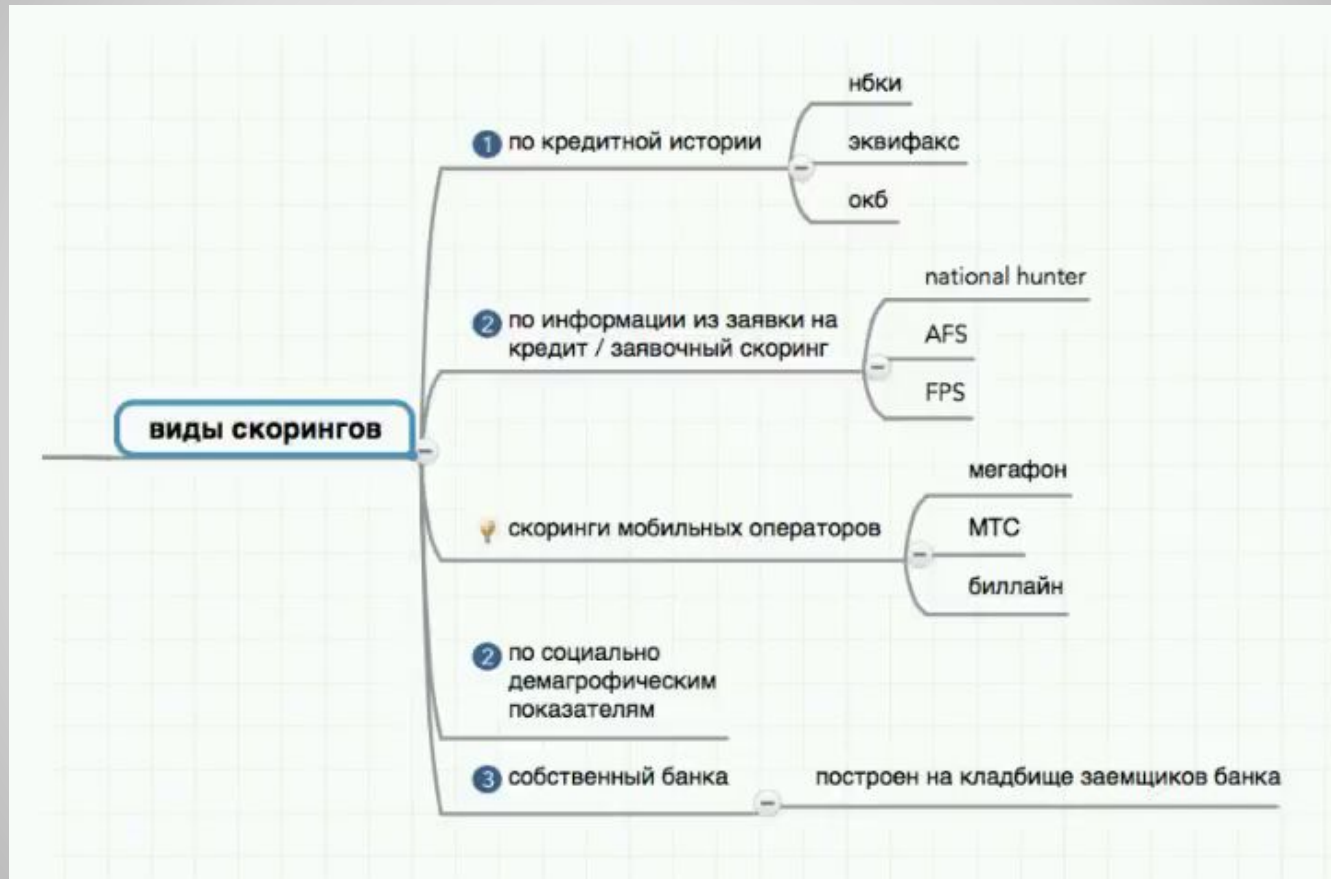 виды скорингов
1 по кредитной истории
нбки
эквифакс
окб
2 по информации из заявки на
кредит / заявочный скоринг
national hunter
AFS
FPS
скоринги мобильных операторов
мегафон
МТС
биллайн
2 по социально
демагрофическим
показателям
3 собственный банка
построен на кладбище заемщиков банка